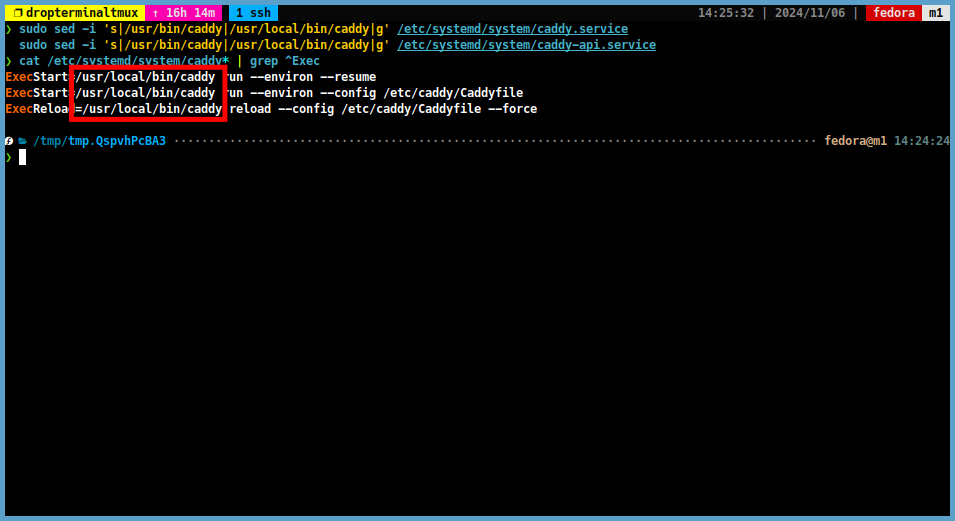 dropterminaltmux ↑ 16h 14m 1 ssh 14:25:32 | 2024/11/06 | fedora m1
❯ sudo sed -i 's|/usr/bin/caddy|/usr/local/bin/caddy|g' /etc/systemd/system/caddy.service
sudo sed -i 's|/usr/bin/caddy|/usr/local/bin/caddy|g' /etc/systemd/system/caddy-api.service
❯ cat /etc/systemd/system/caddy* | grep ^Exec
ExecStart=/usr/local/bin/caddy run --environ --resume
ExecStart=/usr/local/bin/caddy run --environ --config /etc/caddy/Caddyfile
ExecReload=/usr/local/bin/caddy reload --config /etc/caddy/Caddyfile --force
/tmp/tmp.QspvhPcBA3 fedora@m1 14:24:24
❯